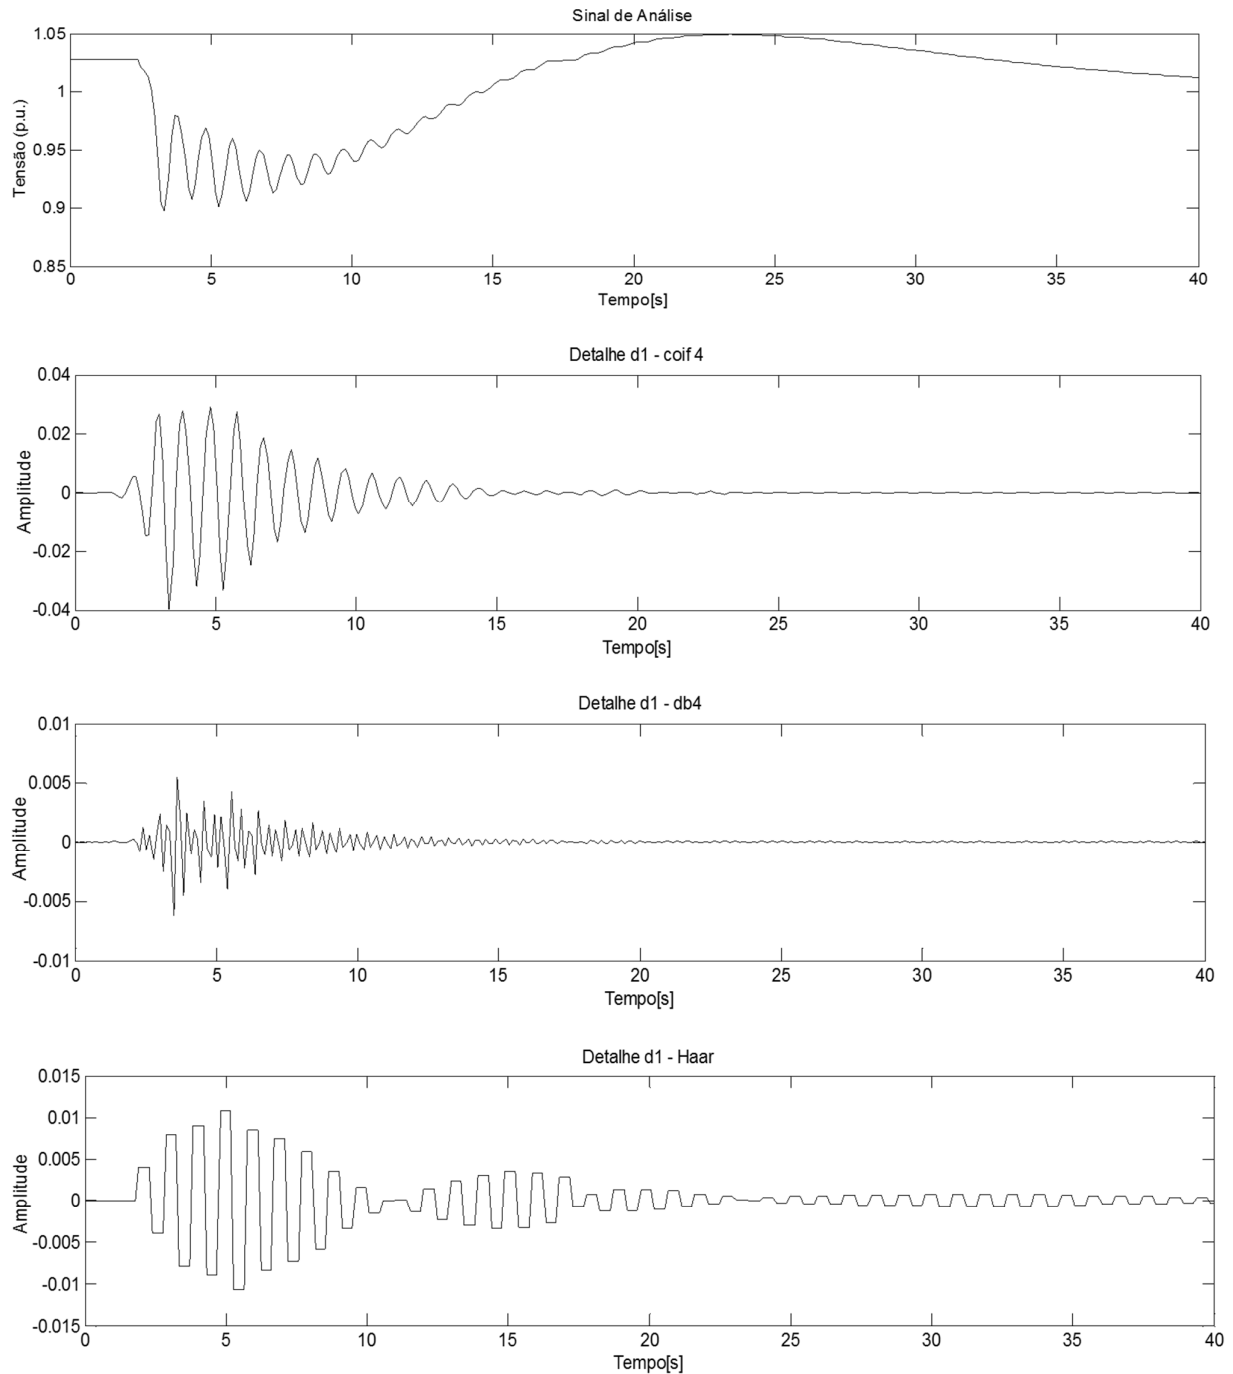 Sinal de Análise
1.05
1
0.95
0.9
0.85
Tensão (p.u.)
0 5 10 15 20 25 30 35 40
Tempo[s]
Detalhe d1 - coif 4
0.04
0.02
0
-0.02
-0.04
Amplitude
0 5 10 15 20 25 30 35 40
Tempo[s]
Detalhe d1 - db4
0.01
0.005
0
-0.005
-0.01
Amplitude
0 5 10 15 20 25 30 35 40
Tempo[s]
Detalhe d1 - Haar
0.015
0.01
0.005
0
-0.005
-0.01
-0.015
Amplitude
0 5 10 15 20 25 30 35 40
Tempo[s]